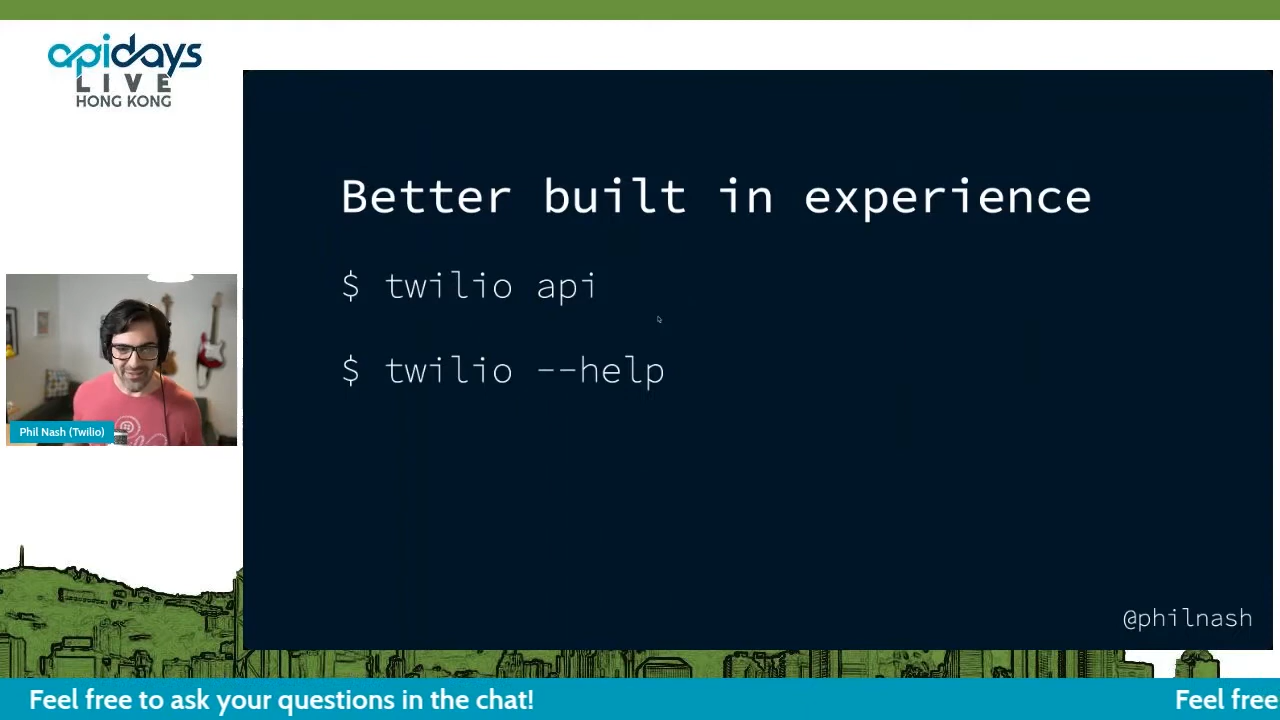 apidays
LIVE
HONG KONG
Better built in experience
$ twilio api
$ twilio --help
Phil Nash (Twilio)
@philnash
Feel free to ask your questions in the chat!
Feel free